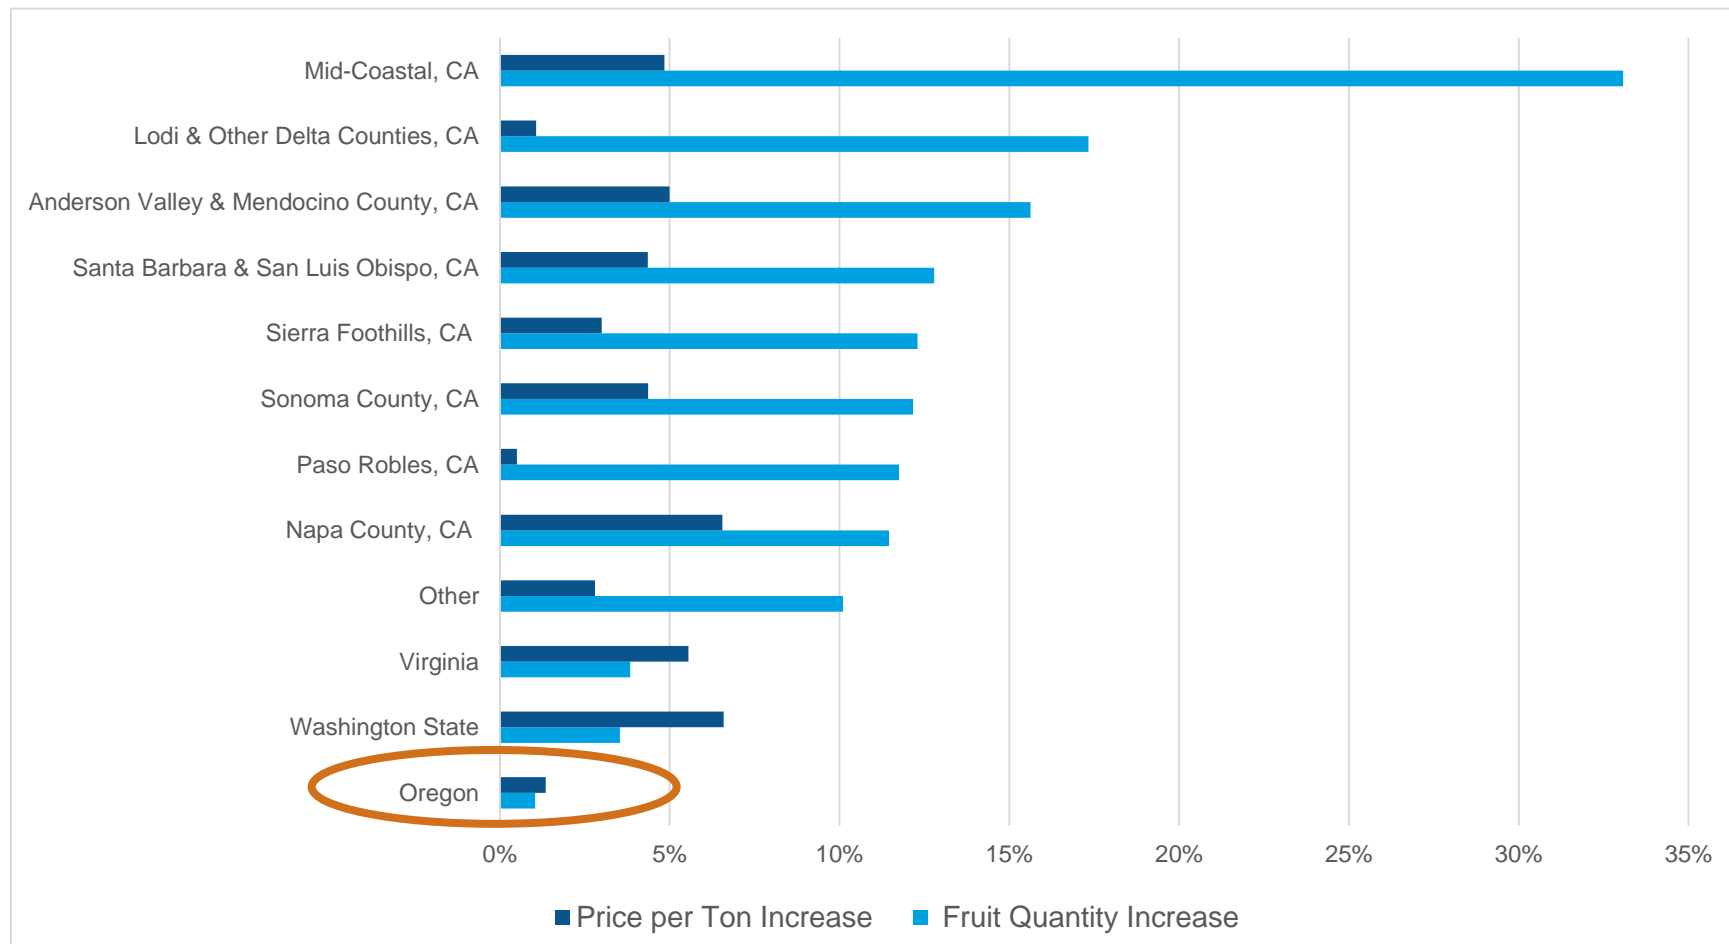 Mid-Coastal, CA
Lodi & Other Delta Counties, CA
Anderson Valley & Mendocino County, CA
Santa Barbara & San Luis Obispo, CA
Sierra Foothills, CA
Sonoma County, CA
Paso Robles, CA
Napa County, CA
Other
Virginia
Washington State
Oregon
0% 5% 10% 15% 20% 25% 30% 35%
Price per Ton Increase Fruit Quantity Increase